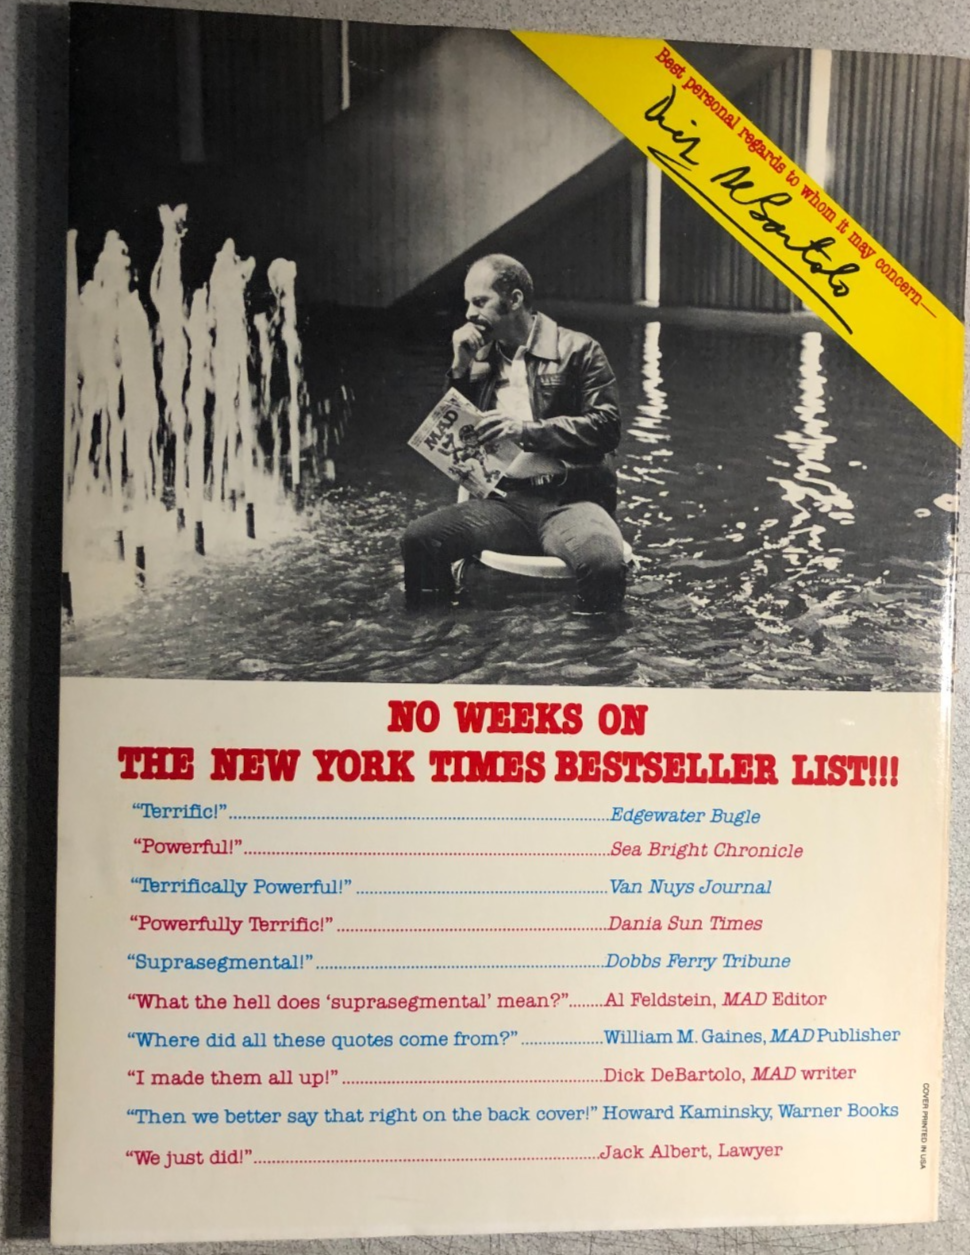 Best personal regards to whom it may concern—
Dick DeBartolo
MAD
NO WEEKS ON
THE NEW YORK TIMES BESTSELLER LIST!!!
“Terrific!”..........................................................................Edgewater Bugle
“Powerful!”.......................................................................Sea Bright Chronicle
“Terrifically Powerful!” ................................................Van Nuys Journal
“Powerfully Terrific!” ....................................................Dania Sun Times
“Suprasegmental!”.........................................................Dobbs Ferry Tribune
“What the hell does ‘suprasegmental’ mean?”.......Al Feldstein, MAD Editor
“Where did all these quotes come from?” ................William M. Gaines, MAD Publisher
“I made them all up!” ..................................................Dick DeBartolo, MAD writer
“Then we better say that right on the back cover!” Howard Kaminsky, Warner Books
“We just did!”...................................................................Jack Albert, Lawyer
COVER PRINTED IN USA